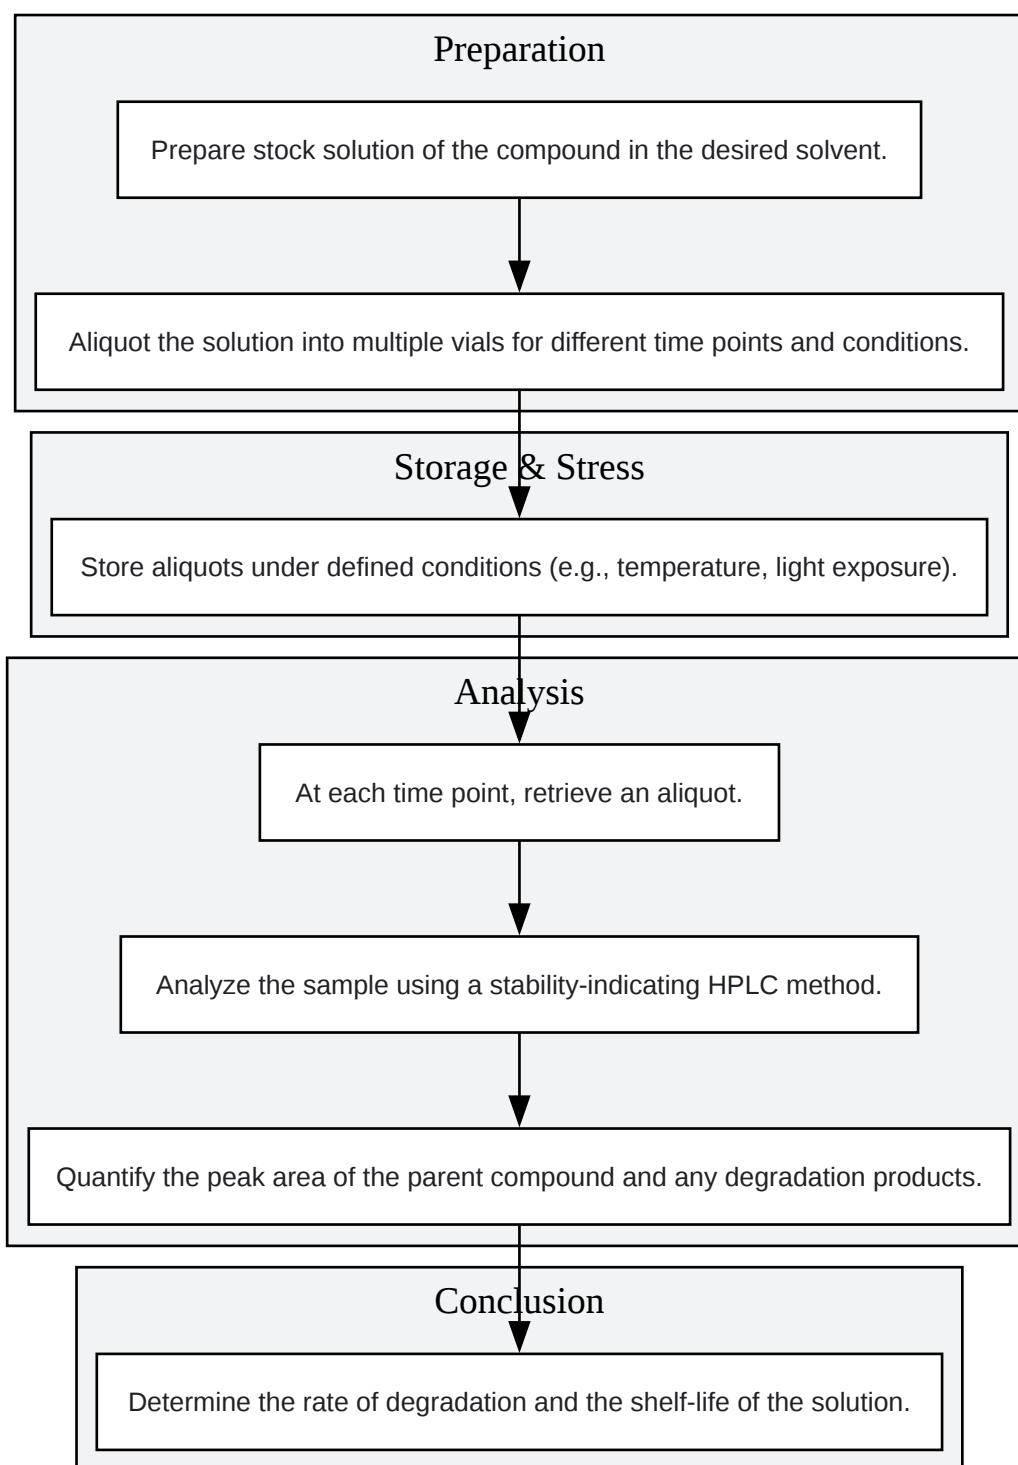 Preparation
Prepare stock solution of the compound in the desired solvent.
Aliquot the solution into multiple vials for different time points and conditions.
Storage & Stress
Store aliquots under defined conditions (e.g., temperature, light exposure).
Analysis
At each time point, retrieve an aliquot.
Analyze the sample using a stability-indicating HPLC method.
Quantify the peak area of the parent compound and any degradation products.
Conclusion
Determine the rate of degradation and the shelf-life of the solution.